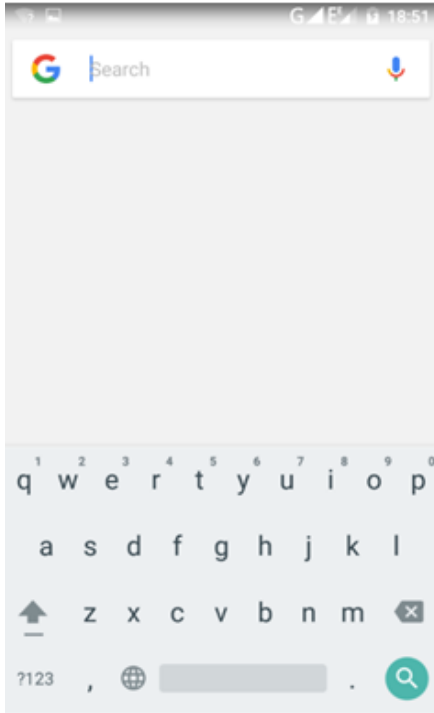 G E 18:51
G Search
1 2 3 4 5 6 7 8 9 0
q w e r t y u i o p
a s d f g h j k l
z x c v b n m
?123 , .